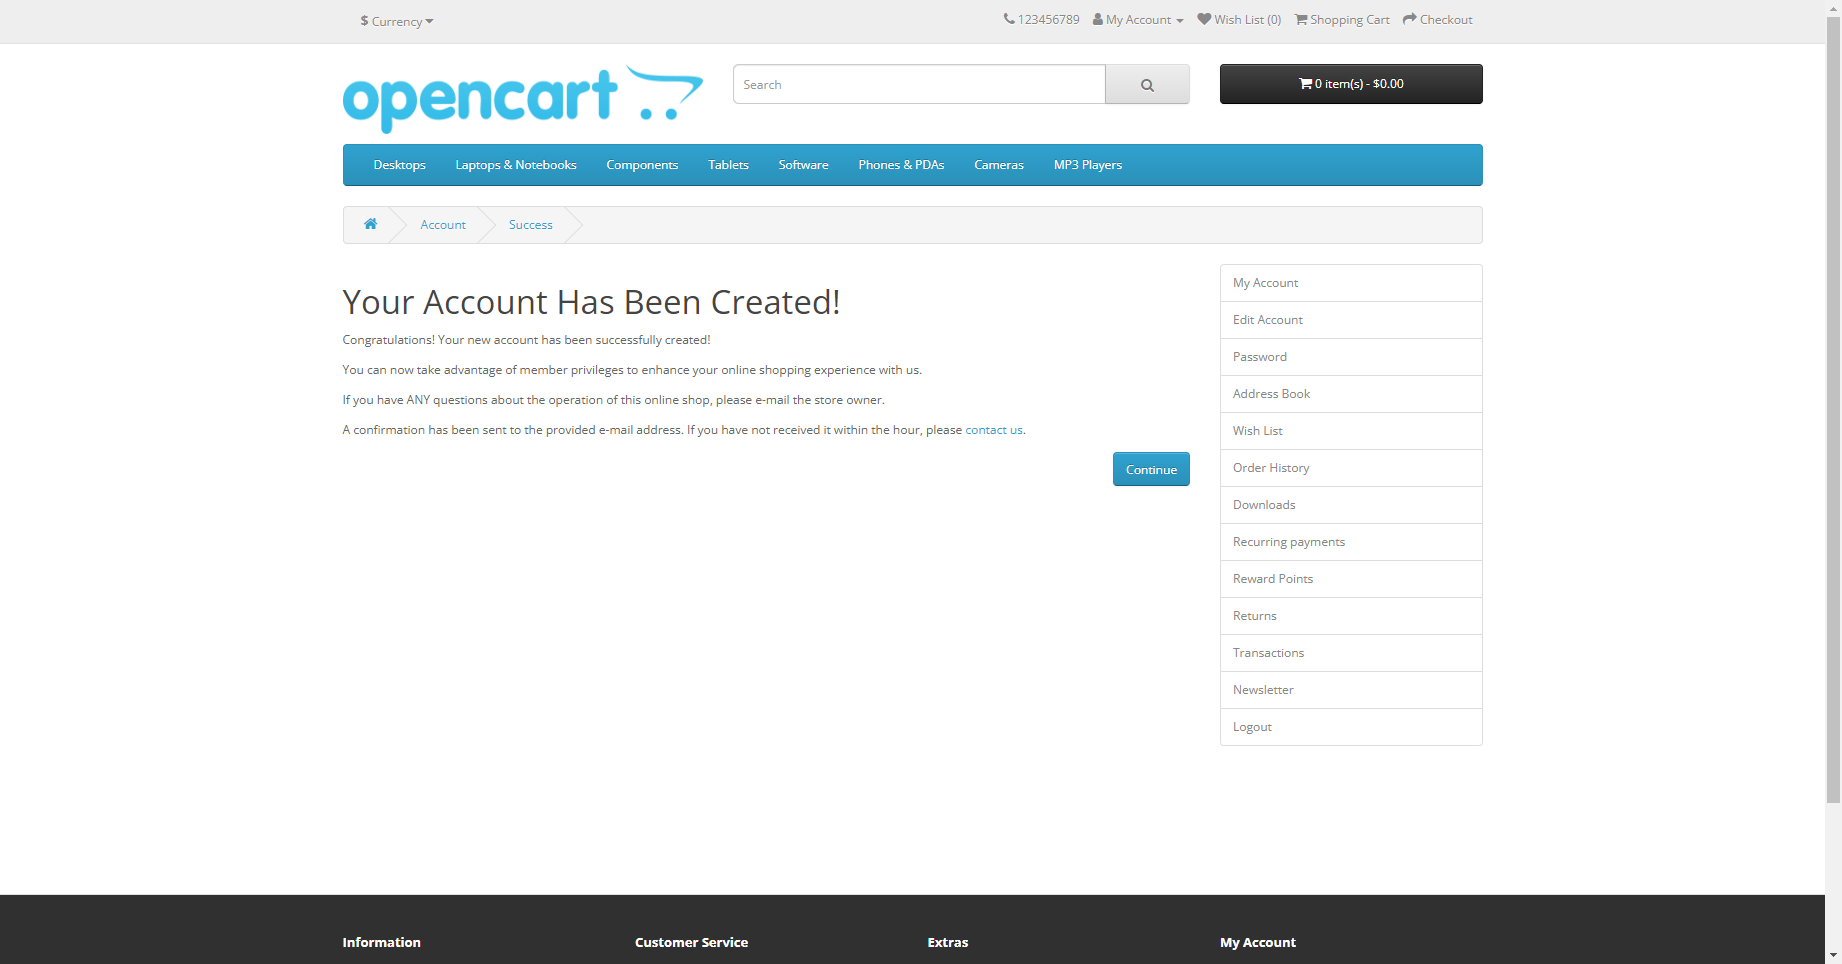 $ Currency
123456789 My Account Wish List (0) Shopping Cart Checkout
opencart
Search
0 item(s) - $0.00
Desktops Laptops & Notebooks Components Tablets Software Phones & PDAs Cameras MP3 Players
Account Success
Your Account Has Been Created!
Congratulations! Your new account has been successfully created!
You can now take advantage of member privileges to enhance your online shopping experience with us.
If you have ANY questions about the operation of this online shop, please e-mail the store owner.
A confirmation has been sent to the provided e-mail address. If you have not received it within the hour, please contact us.
Continue
My Account
Edit Account
Password
Address Book
Wish List
Order History
Downloads
Recurring payments
Reward Points
Returns
Transactions
Newsletter
Logout
Information Customer Service Extras My Account